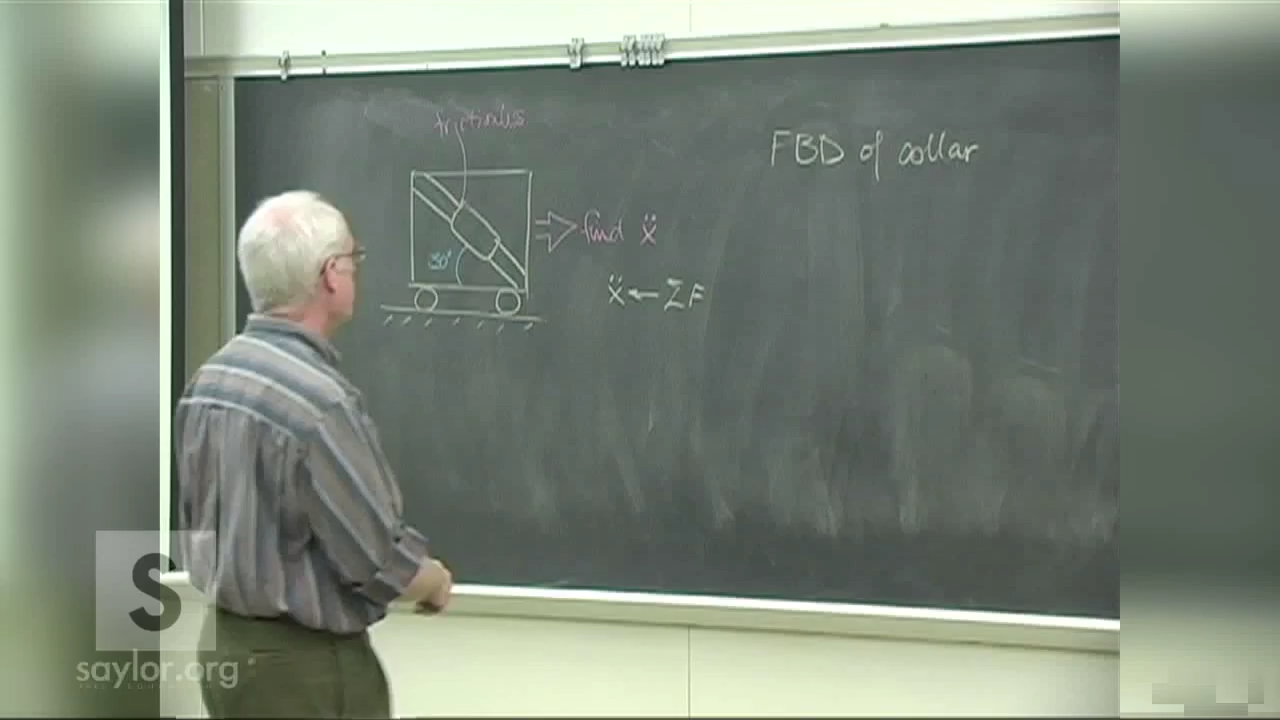 frictionless
FBD of collar
30°
find ẍ
ẍ ← ΣF
S
saylor.org